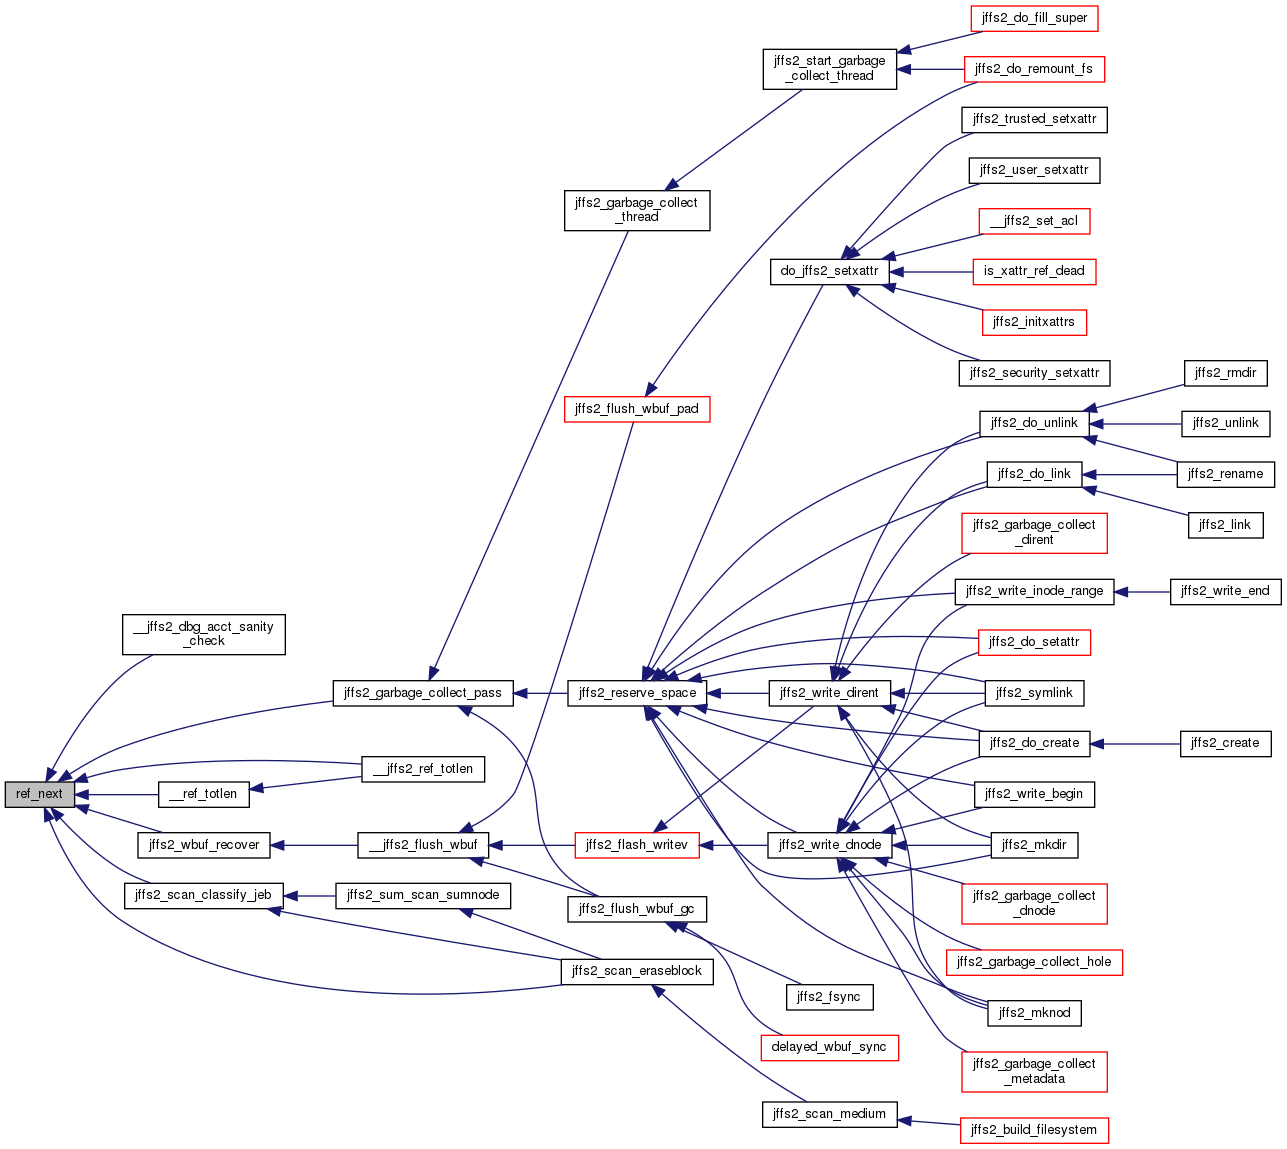 jffs2_do_fill_super
jffs2_start_garbage
_collect_thread
jffs2_do_remount_fs
jffs2_trusted_setxattr
jffs2_user_setxattr
jffs2_garbage_collect
_thread
__jffs2_set_acl
do_jffs2_setxattr
is_xattr_ref_dead
jffs2_initxattrs
jffs2_security_setxattr
jffs2_rmdir
jffs2_flush_wbuf_pad
jffs2_do_unlink
jffs2_unlink
jffs2_do_link
jffs2_rename
jffs2_garbage_collect
_dirent
jffs2_link
jffs2_write_inode_range
jffs2_write_end
__jffs2_dbg_acct_sanity
_check
jffs2_do_setattr
jffs2_garbage_collect_pass
jffs2_reserve_space
jffs2_write_dirent
jffs2_symlink
jffs2_do_create
jffs2_create
__jffs2_ref_totlen
ref_next
__ref_totlen
jffs2_write_begin
jffs2_wbuf_recover
__jffs2_flush_wbuf
jffs2_flash_writev
jffs2_write_dnode
jffs2_mkdir
jffs2_scan_classify_jeb
jffs2_sum_scan_sumnode
jffs2_flush_wbuf_gc
jffs2_garbage_collect
_dnode
jffs2_garbage_collect_hole
jffs2_scan_eraseblock
jffs2_fsync
jffs2_mknod
delayed_wbuf_sync
jffs2_garbage_collect
_metadata
jffs2_scan_medium
jffs2_build_filesystem